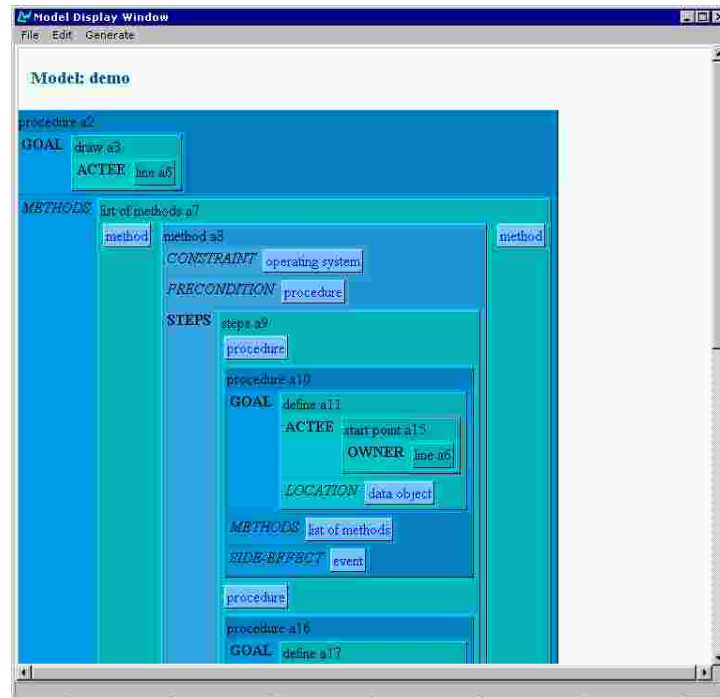 Model Display Window
File Edit Generate
Model: demo
procedure a2
GOAL draw a3
ACTEE line a6
METHODS list of methods a7
method method a8 method
CONSTRAINT operating system
PRECONDITION procedure
STEPS steps a9
procedure
procedure a10
GOAL define a11
ACTEE start point a15
OWNER line a6
LOCATION data object
METHODS list of methods
SIDE-EFFECT event
procedure
procedure a16
GOAL define a17